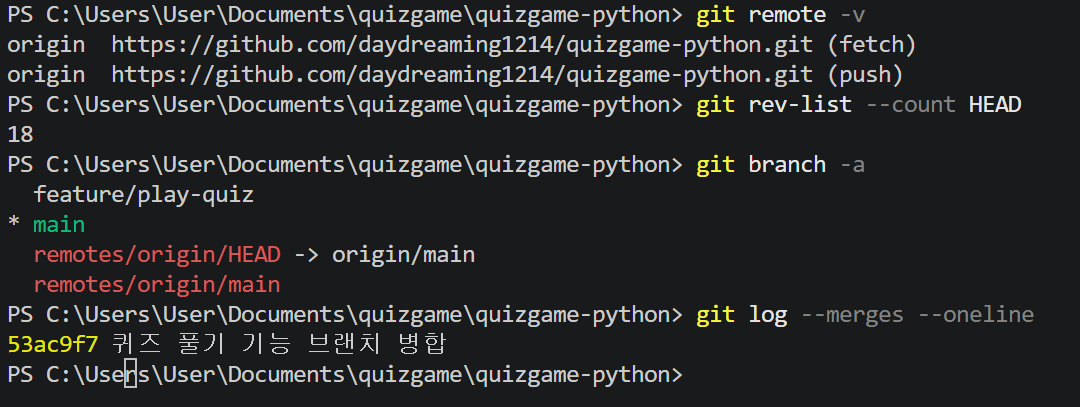 PS C:\Users\User\Documents\quizgame\quizgame-python> git remote -v
origin  https://github.com/daydreaming1214/quizgame-python.git (fetch)
origin  https://github.com/daydreaming1214/quizgame-python.git (push)
PS C:\Users\User\Documents\quizgame\quizgame-python> git rev-list --count HEAD
18
PS C:\Users\User\Documents\quizgame\quizgame-python> git branch -a
  feature/play-quiz
* main
  remotes/origin/HEAD -> origin/main
  remotes/origin/main
PS C:\Users\User\Documents\quizgame\quizgame-python> git log --merges --oneline
53ac9f7 퀴즈 풀기 기능 브랜치 병합
PS C:\Users\User\Documents\quizgame\quizgame-python>